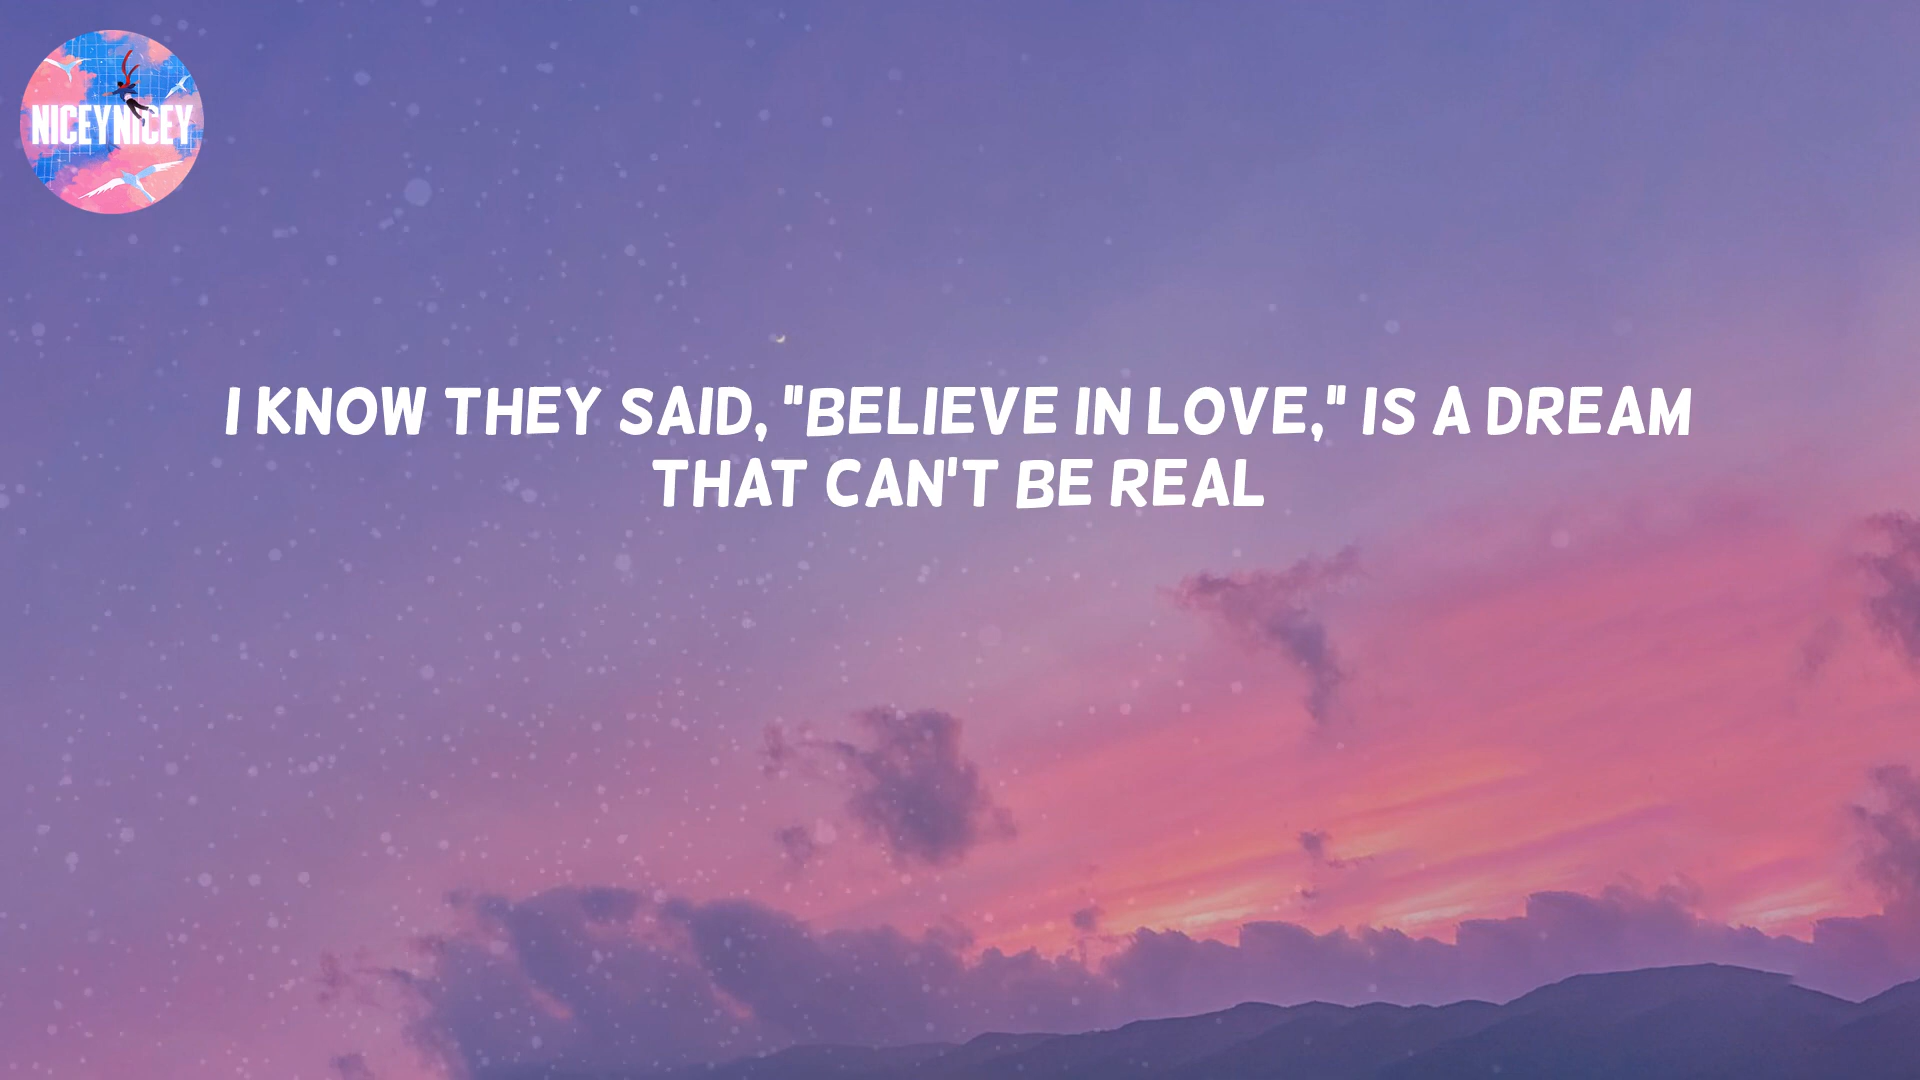 NICEYNICEY
I KNOW THEY SAID, "BELIEVE IN LOVE," IS A DREAM
THAT CAN'T BE REAL